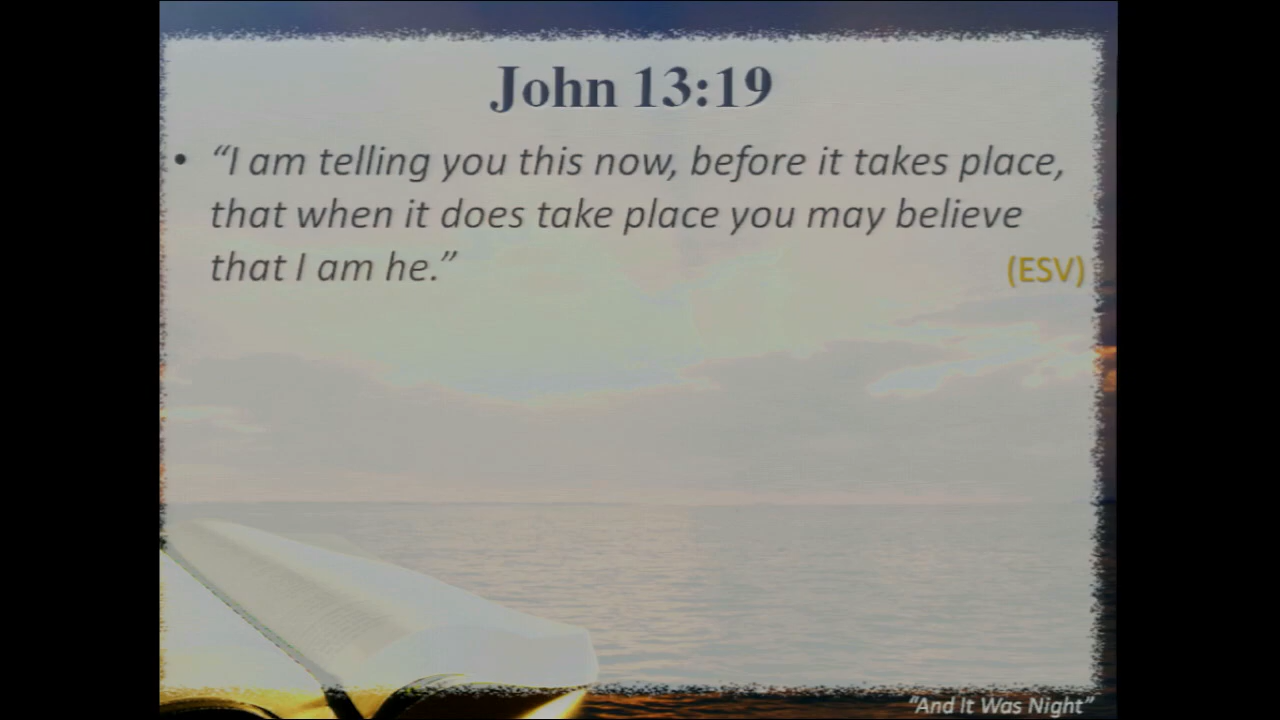 John 13:19
• “I am telling you this now, before it takes place,
that when it does take place you may believe
that I am he.”
(ESV)
“And It Was Night”